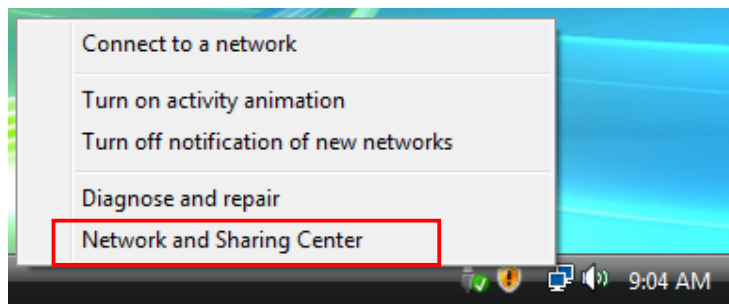 Connect to a network
Turn on activity animation
Turn off notification of new networks
Diagnose and repair
Network and Sharing Center
9:04 AM